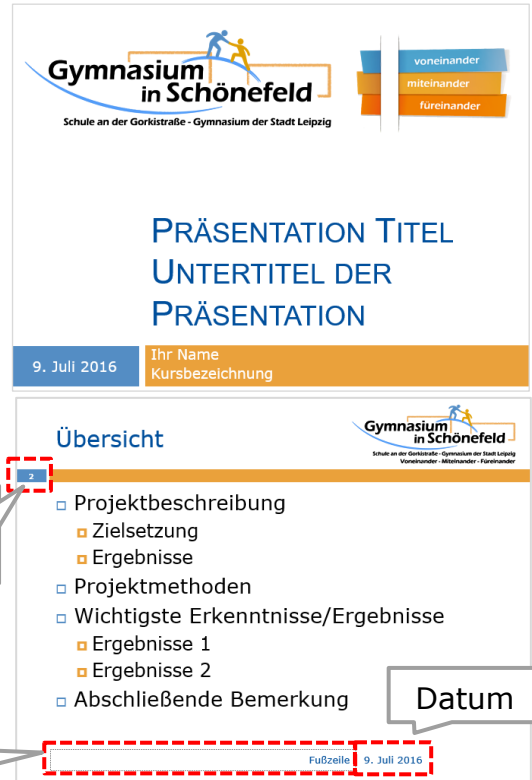 Gymnasium
in Schönefeld
Schule an der Gorkistraße - Gymnasium der Stadt Leipzig
voneinander
miteinander
füreinander
PRÄSENTATION TITEL
UNTERTITEL DER
PRÄSENTATION
9. Juli 2016
Ihr Name
Kursbezeichnung
Übersicht
Gymnasium
in Schönefeld
Schule an der Gorkistraße - Gymnasium der Stadt Leipzig
Voneinander - Miteinander - Füreinander
2
Projektbeschreibung
Zielsetzung
Ergebnisse
Projektmethoden
Wichtigste Erkenntnisse/Ergebnisse
Ergebnisse 1
Ergebnisse 2
Abschließende Bemerkung
Datum
Fußzeile
9. Juli 2016